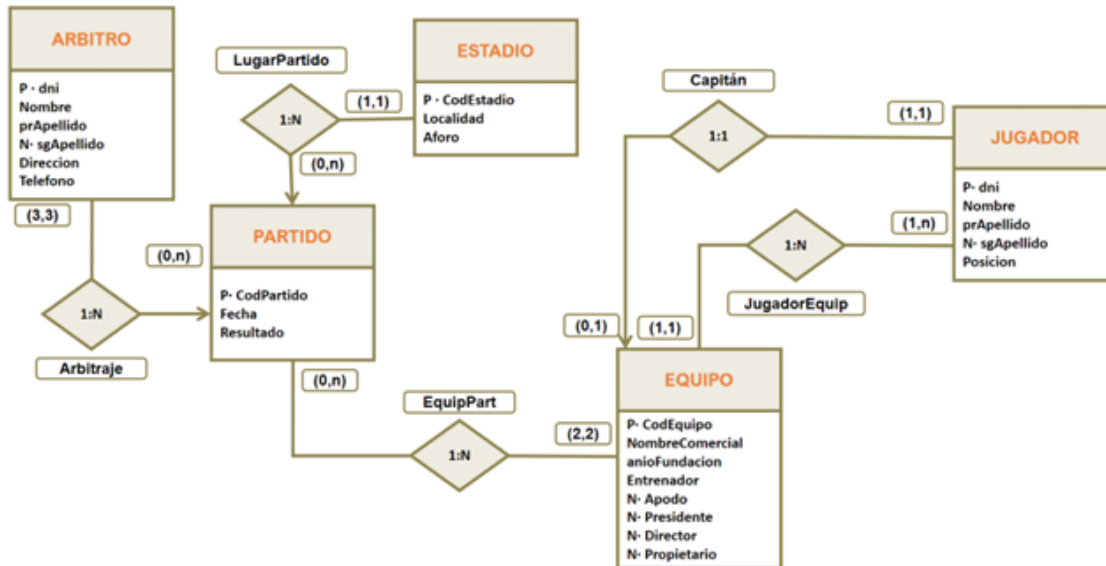 ARBITRO
P · dni
Nombre
prApellido
N· sgApellido
Direccion
Telefono
(3,3)
LugarPartido
1:N
(1,1)
(0,n)
ESTADIO
P · CodEstadio
Localidad
Aforo
Capitán
1:1
(1,1)
(0,1)
JUGADOR
P· dni
Nombre
prApellido
N· sgApellido
Posicion
(1,n)
1:N
JugadorEquip
(1,1)
PARTIDO
P· CodPartido
Fecha
Resultado
(0,n)
1:N
Arbitraje
(0,n)
EquipPart
1:N
(2,2)
EQUIPO
P· CodEquipo
NombreComercial
anioFundacion
Entrenador
N· Apodo
N· Presidente
N· Director
N· Propietario